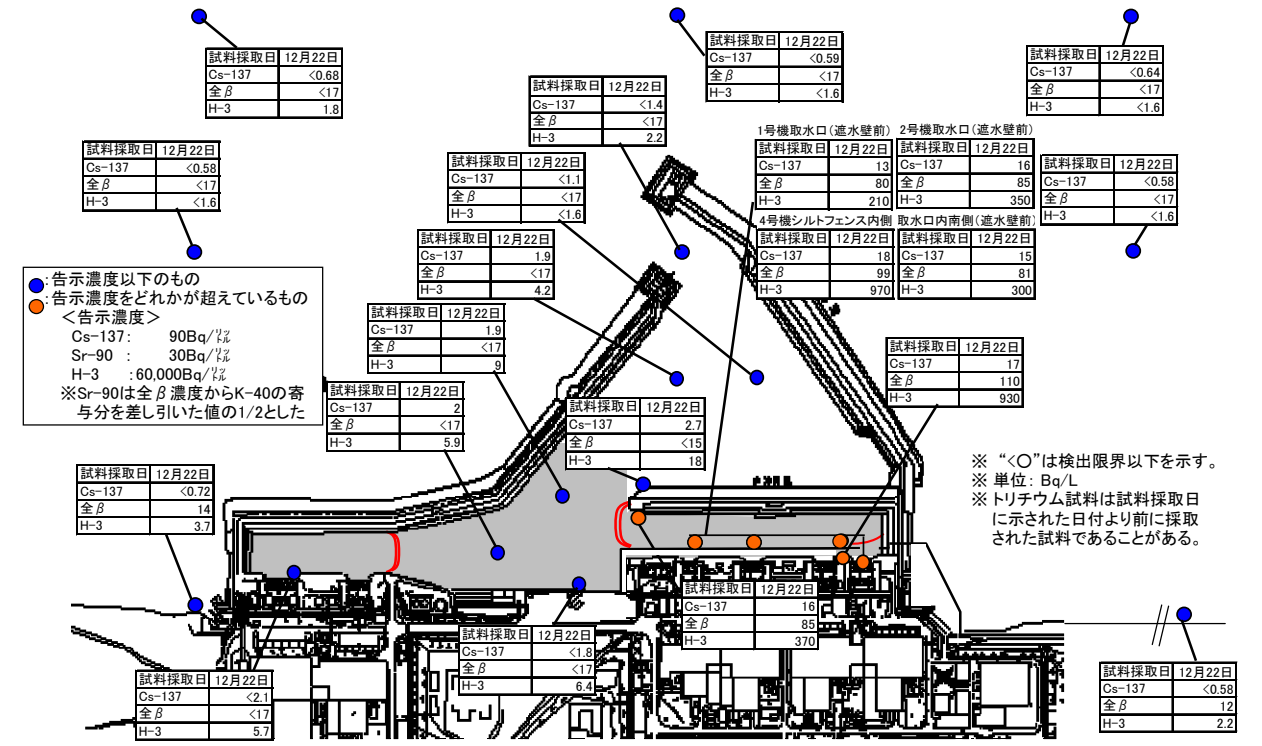 試料採取日 12月22日
Cs-137 <0.68
全β <17
H-3 1.8
試料採取日 12月22日
Cs-137 <0.59
全β <17
H-3 <1.6
試料採取日 12月22日
Cs-137 <0.64
全β <17
H-3 <1.6
試料採取日 12月22日
Cs-137 <1.4
全β <17
H-3 2.2
試料採取日 12月22日
Cs-137 <0.58
全β <17
H-3 <1.6
試料採取日 12月22日
Cs-137 <1.1
全β <17
H-3 <1.6
1号機取水口(遮水壁前)
試料採取日 12月22日
Cs-137 13
全β 80
H-3 210
2号機取水口(遮水壁前)
試料採取日 12月22日
Cs-137 16
全β 85
H-3 350
試料採取日 12月22日
Cs-137 <0.58
全β <17
H-3 <1.6
4号機シルトフェンス内側
試料採取日 12月22日
Cs-137 18
全β 99
H-3 970
取水口内南側(遮水壁前)
試料採取日 12月22日
Cs-137 15
全β 81
H-3 300
試料採取日 12月22日
Cs-137 1.9
全β <17
H-3 4.2
:告示濃度以下のもの
:告示濃度をどれかが超えているもの
<告示濃度>
Cs-137: 90Bq/㍑
Sr-90 : 30Bq/㍑
H-3 :60,000Bq/㍑
※Sr-90は全β濃度からK-40の寄
与分を差し引いた値の1/2とした
試料採取日 12月22日
Cs-137 1.9
全β <17
H-3 9
試料採取日 12月22日
Cs-137 17
全β 110
H-3 930
試料採取日 12月22日
Cs-137 2
全β <17
H-3 5.9
試料採取日 12月22日
Cs-137 2.7
全β <15
H-3 18
※ “<〇”は検出限界以下を示す。
※ 単位: Bq/L
※ トリチウム試料は試料採取日
に示された日付より前に採取
された試料であることがある。
試料採取日 12月22日
Cs-137 <0.72
全β 14
H-3 3.7
試料採取日 12月22日
Cs-137 16
全β 85
H-3 370
試料採取日 12月22日
Cs-137 <1.8
全β <17
H-3 6.4
試料採取日 12月22日
Cs-137 <2.1
全β <17
H-3 5.7
試料採取日 12月22日
Cs-137 <0.58
全β 12
H-3 2.2